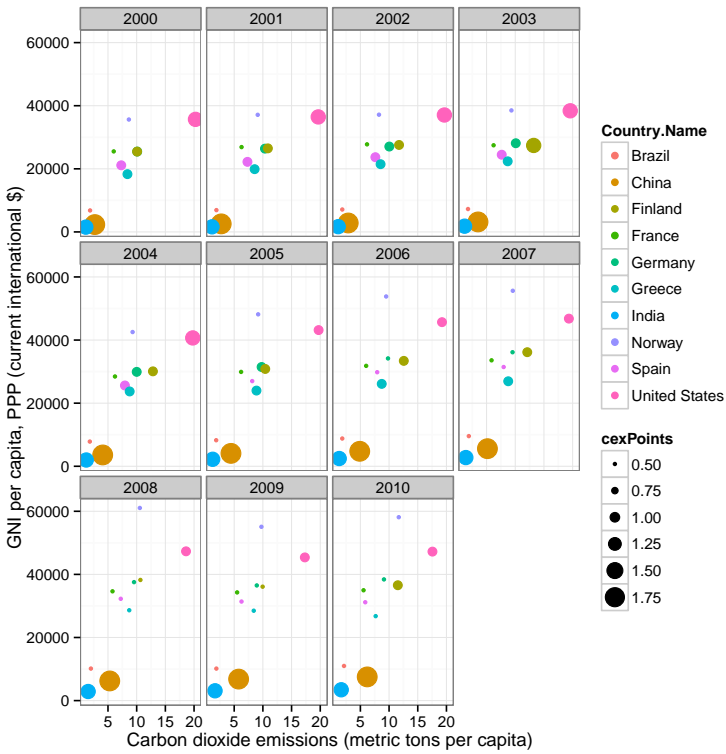 2000 2001 2002 2003
60000
40000
20000
0
2004 2005 2006 2007
60000
40000
20000
0
2008 2009 2010
60000
40000
20000
0
5 10 15 20 5 10 15 20 5 10 15 20
Carbon dioxide emissions (metric tons per capita)
GNI per capita, PPP (current international $)
Country.Name
Brazil
China
Finland
France
Germany
Greece
India
Norway
Spain
United States
cexPoints
0.50
0.75
1.00
1.25
1.50
1.75